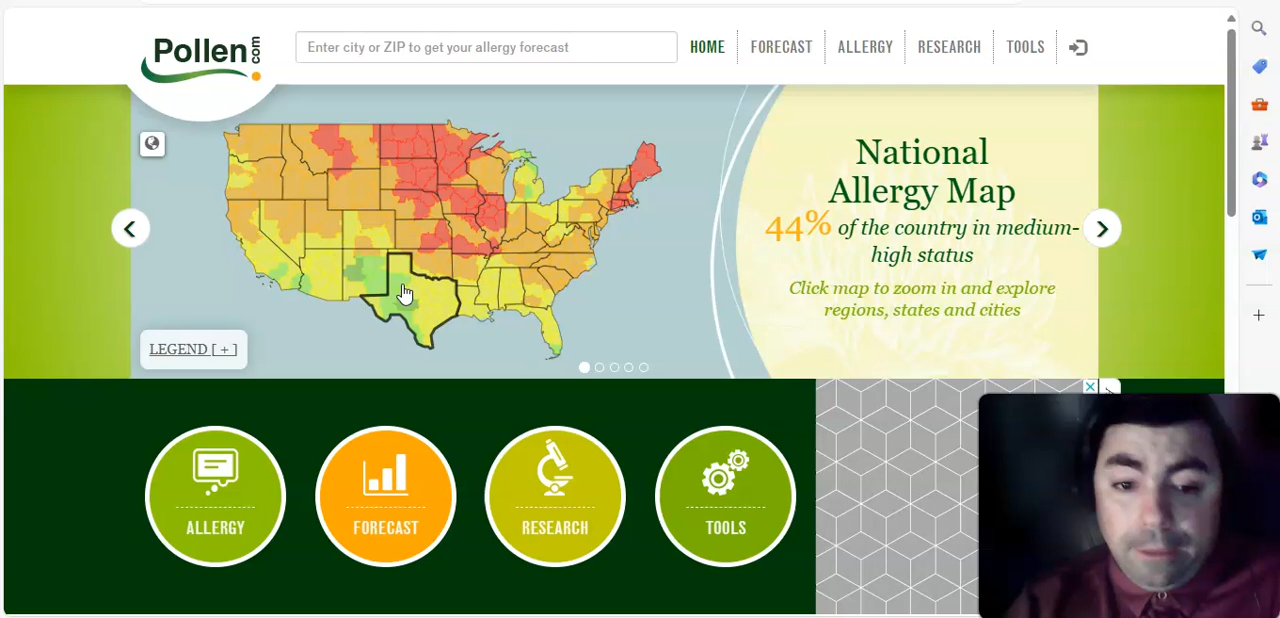 Pollen.com
Enter city or ZIP to get your allergy forecast
HOME
FORECAST
ALLERGY
RESEARCH
TOOLS
National
Allergy Map
44% of the country in medium-
high status
Click map to zoom in and explore
regions, states and cities
LEGEND [ + ]
ALLERGY
FORECAST
RESEARCH
TOOLS